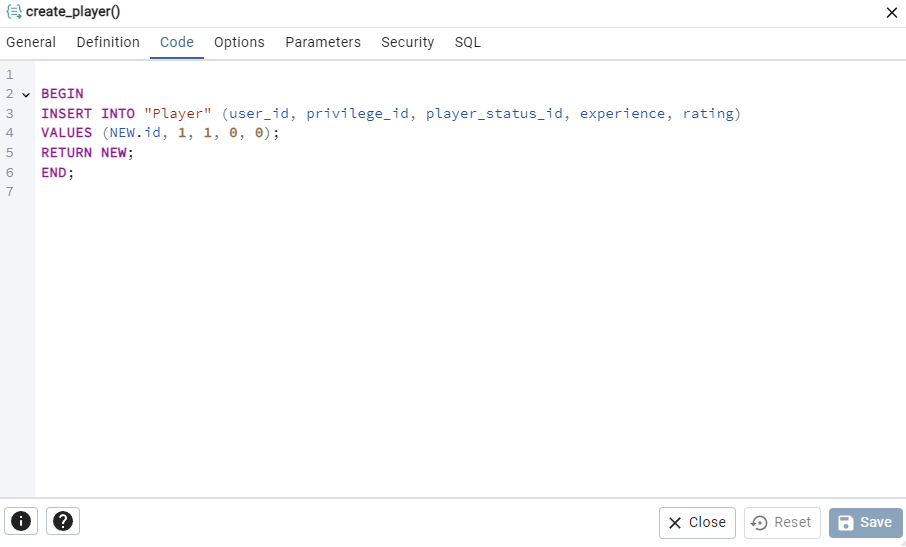 create_player()
General Definition Code Options Parameters Security SQL
1
2 BEGIN
3 INSERT INTO "Player" (user_id, privilege_id, player_status_id, experience, rating)
4 VALUES (NEW.id, 1, 1, 0, 0);
5 RETURN NEW;
6 END;
7
Close Reset Save